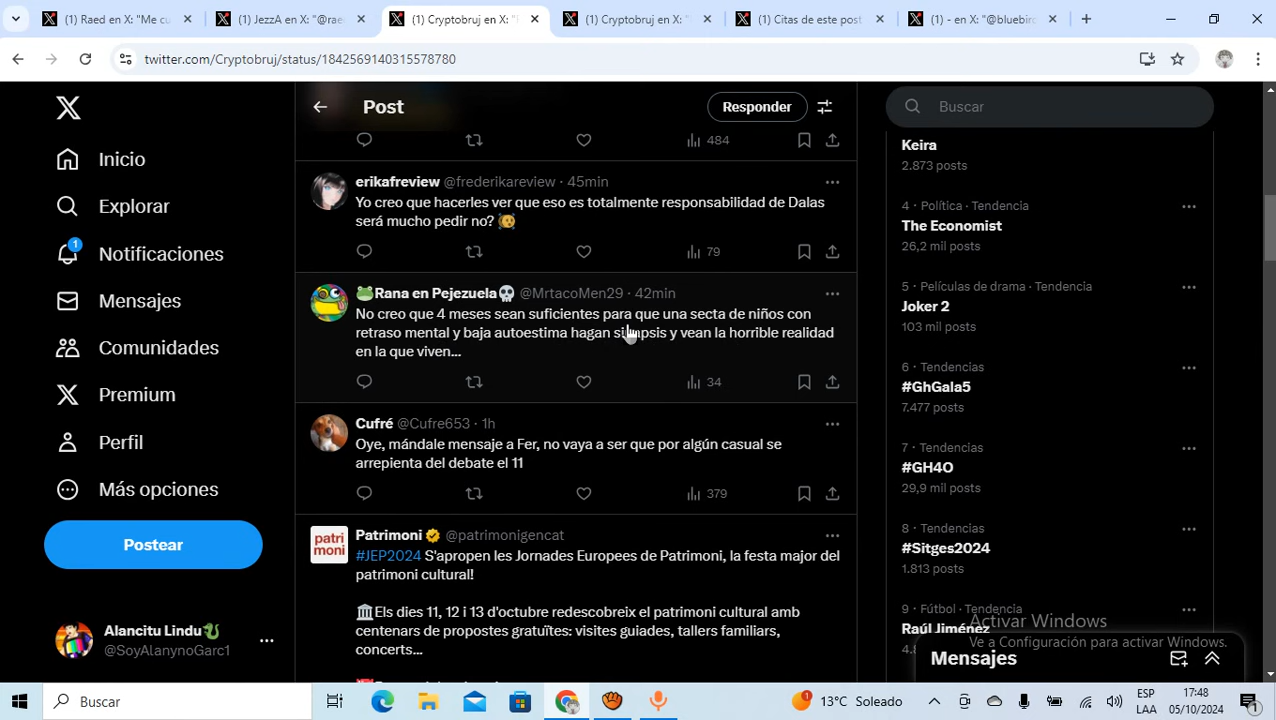 (1) Raed en X: "Me cu
(1) JezzA en X: "@rae
(1) Cryptobruj en X: "
(1) Cryptobruj en X: "
(1) Citas de este post
(1) - en X: "@bluebir
twitter.com/Cryptobruj/status/1842569140315578780
Inicio
Explorar
1
Notificaciones
Mensajes
Comunidades
Premium
Perfil
Más opciones
Postear
Alancitu Lindu
@SoyAlanynoGarc1
Post
Responder
484
erikafreview @frederikareview · 45min
Yo creo que hacerles ver que eso es totalmente responsabilidad de Dalas
será mucho pedir no?
79
Rana en Pejezuela @MrtacoMen29 · 42min
No creo que 4 meses sean suficientes para que una secta de niños con
retraso mental y baja autoestima hagan sinapsis y vean la horrible realidad
en la que viven...
34
Cufré @Cufre653 · 1h
Oye, mándale mensaje a Fer, no vaya a ser que por algún casual se
arrepienta del debate el 11
379
Patrimoni @patrimonigencat
patri
moni
#JEP2024 S'apropen les Jornades Europees de Patrimoni, la festa major del
patrimoni cultural!
Els dies 11, 12 i 13 d'octubre redescobreix el patrimoni cultural amb
centenars de propostes gratuïtes: visites guiades, tallers familiars,
concerts...
Buscar
Keira
2.873 posts
4 · Política · Tendencia
The Economist
26,2 mil posts
5 · Películas de drama · Tendencia
Joker 2
103 mil posts
6 · Tendencias
#GhGala5
7.477 posts
7 · Tendencias
#GH4O
29,9 mil posts
8 · Tendencias
#Sitges2024
1.813 posts
9 · Fútbol · Tendencia
Raúl Jiménez
Activar Windows
Ve a Configuración para activar Windows.
Mensajes
Buscar
1
13°C Soleado
ESP
LAA
17:48
05/10/2024
1